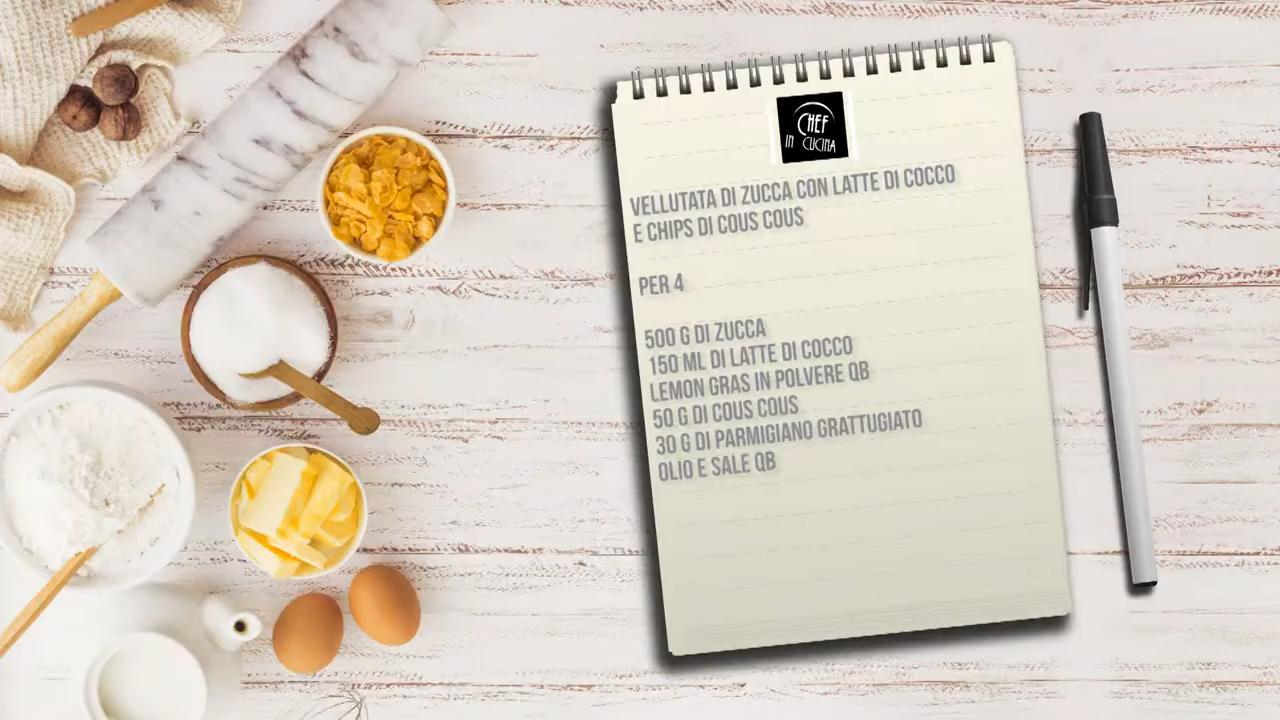 CHEF
IN CUCINA
VELLUTATA DI ZUCCA CON LATTE DI COCCO
E CHIPS DI COUS COUS
PER 4
500 G DI ZUCCA
150 ML DI LATTE DI COCCO
LEMON GRAS IN POLVERE QB
50 G DI COUS COUS
30 G DI PARMIGIANO GRATTUGIATO
OLIO E SALE QB